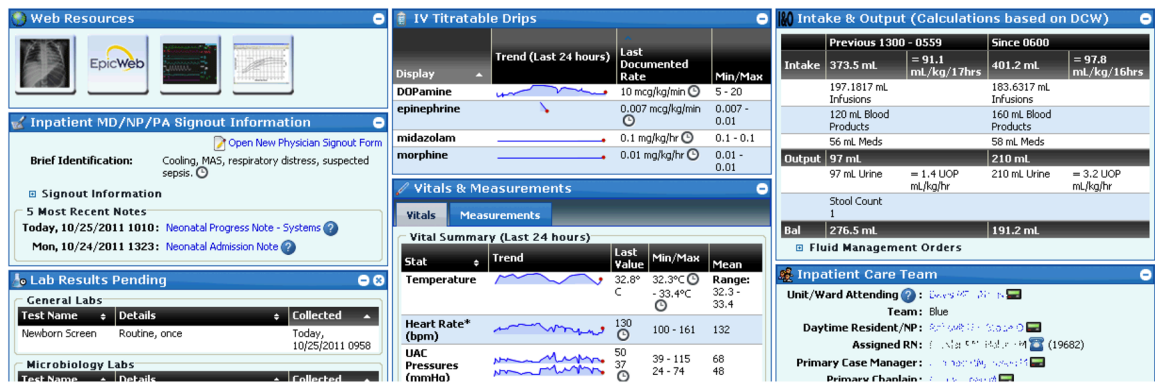 Web Resources
EpicWeb
Inpatient MD/NP/PA Signout Information
Open New Physician Signout Form
Brief Identification: Cooling, MAS, respiratory distress, suspected
sepsis.
Signout Information
5 Most Recent Notes
Today, 10/25/2011 1010: Neonatal Progress Note - Systems
Mon, 10/24/2011 1323: Neonatal Admission Note
Lab Results Pending
General Labs
Test Name Details Collected
Newborn Screen Routine, once Today,
10/25/2011 0958
Microbiology Labs
Test Name Details Collected
IV Titratable Drips
Display Trend (Last 24 hours) Last
Documented
Rate Min/Max
DOPamine 10 mcg/kg/min 5 - 20
epinephrine 0.007 mcg/kg/min 0.007 -
0.01
midazolam 0.1 mg/kg/hr 0.1 - 0.1
morphine 0.01 mg/kg/hr 0.01 -
0.01
Vitals & Measurements
Vitals Measurements
Vital Summary (Last 24 hours)
Stat Trend Last
Value Min/Max Mean
Temperature 32.8°
C 32.3°C
- 33.4°C Range:
32.3 -
33.4
Heart Rate*
(bpm) 130 100 - 161 132
UAC
Pressures
(mmHg) 50
37 39 - 115
24 - 74 68
48
I&O Intake & Output (Calculations based on DCW)
Previous 1300 - 0559 Since 0600
Intake 373.5 mL = 91.1
mL/kg/17hrs 401.2 mL = 97.8
mL/kg/16hrs
197.1817 mL
Infusions 183.6317 mL
Infusions
120 mL Blood
Products 160 mL Blood
Products
56 mL Meds 58 mL Meds
Output 97 mL 210 mL
97 mL Urine = 1.4 UOP
mL/kg/hr 210 mL Urine = 3.2 UOP
mL/kg/hr
Stool Count
1
Bal 276.5 mL 191.2 mL
Fluid Management Orders
Inpatient Care Team
Unit/Ward Attending :
Team: Blue
Daytime Resident/NP:
Assigned RN: (19682)
Primary Case Manager:
Primary Chaplain: